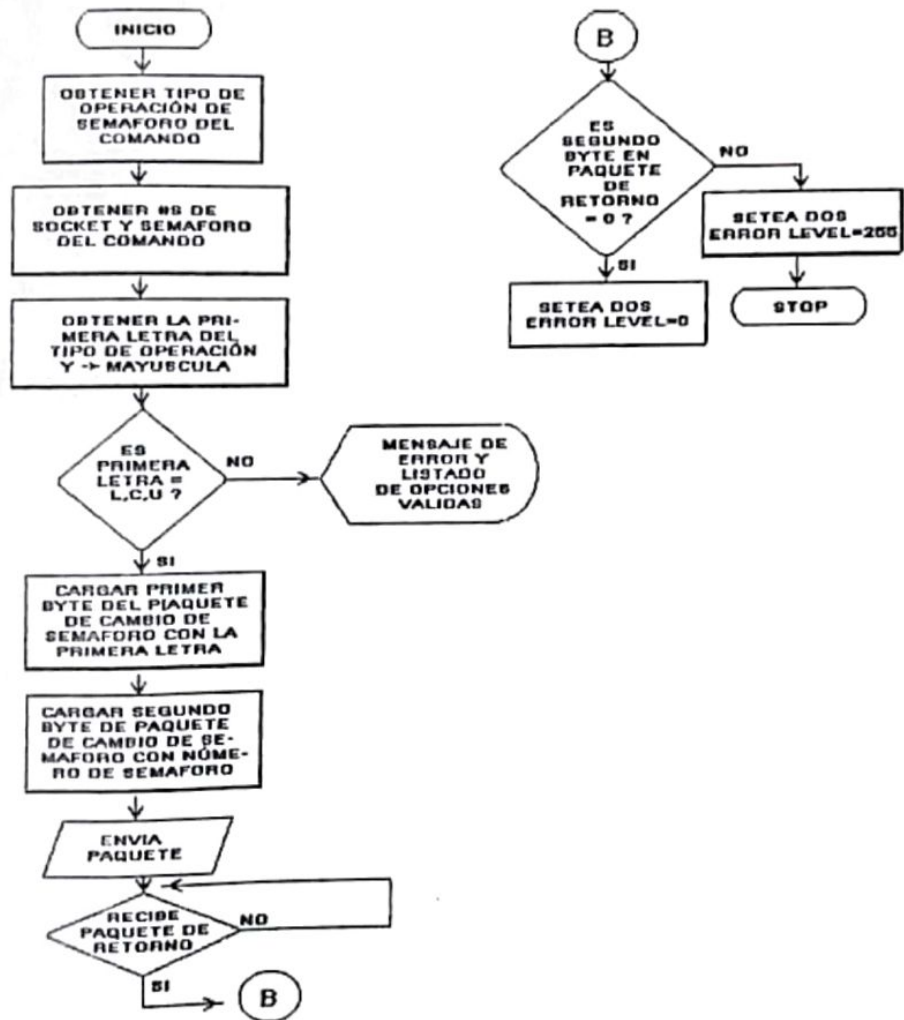 INICIO
OBTENER TIPO DE
OPERACIÓN DE
SEMAFORO DEL
COMANDO
OBTENER #S DE
SOCKET Y SEMAFORO
DEL COMANDO
OBTENER LA PRI-
MERA LETRA DEL
TIPO DE OPERACIÓN
Y -> MAYUSCULA
ES
PRIMERA
LETRA =
L,C,U ?
NO
MENSAJE DE
ERROR Y
LISTADO
DE OPCIONES
VALIDAS
SI
CARGAR PRIMER
BYTE DEL PIAQUETE
DE CAMBIO DE
SEMAFORO CON LA
PRIMERA LETRA
CARGAR SEGUNDO
BYTE DE PAQUETE
DE CAMBIO DE SE-
MAFORO CON NÚME-
RO DE SEMAFORO
ENVIA
PAQUETE
RECIBE
PAQUETE DE
RETORNO
NO
SI
B
B
ES
SEGUNDO
BYTE EN
PAQUETE
DE
RETORNO
= 0 ?
NO
SETEA DOS
ERROR LEVEL=255
STOP
SI
SETEA DOS
ERROR LEVEL=0